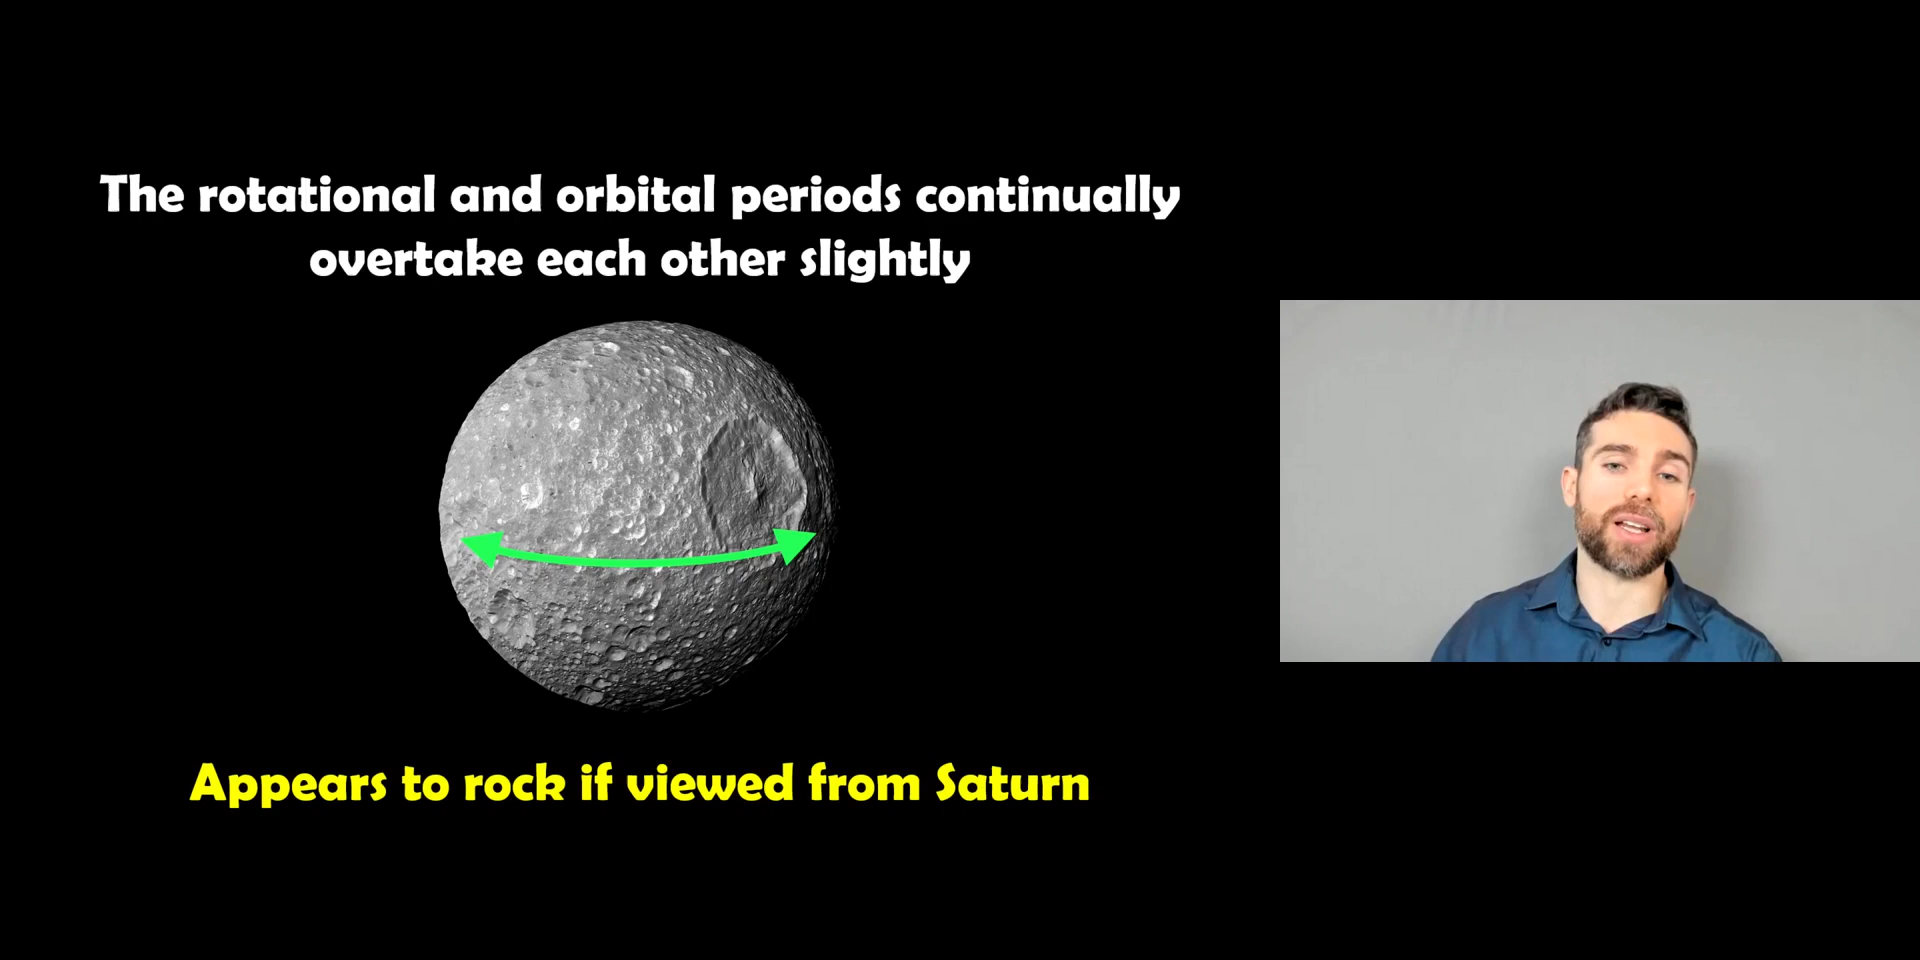 The rotational and orbital periods continually
overtake each other slightly
Appears to rock if viewed from Saturn